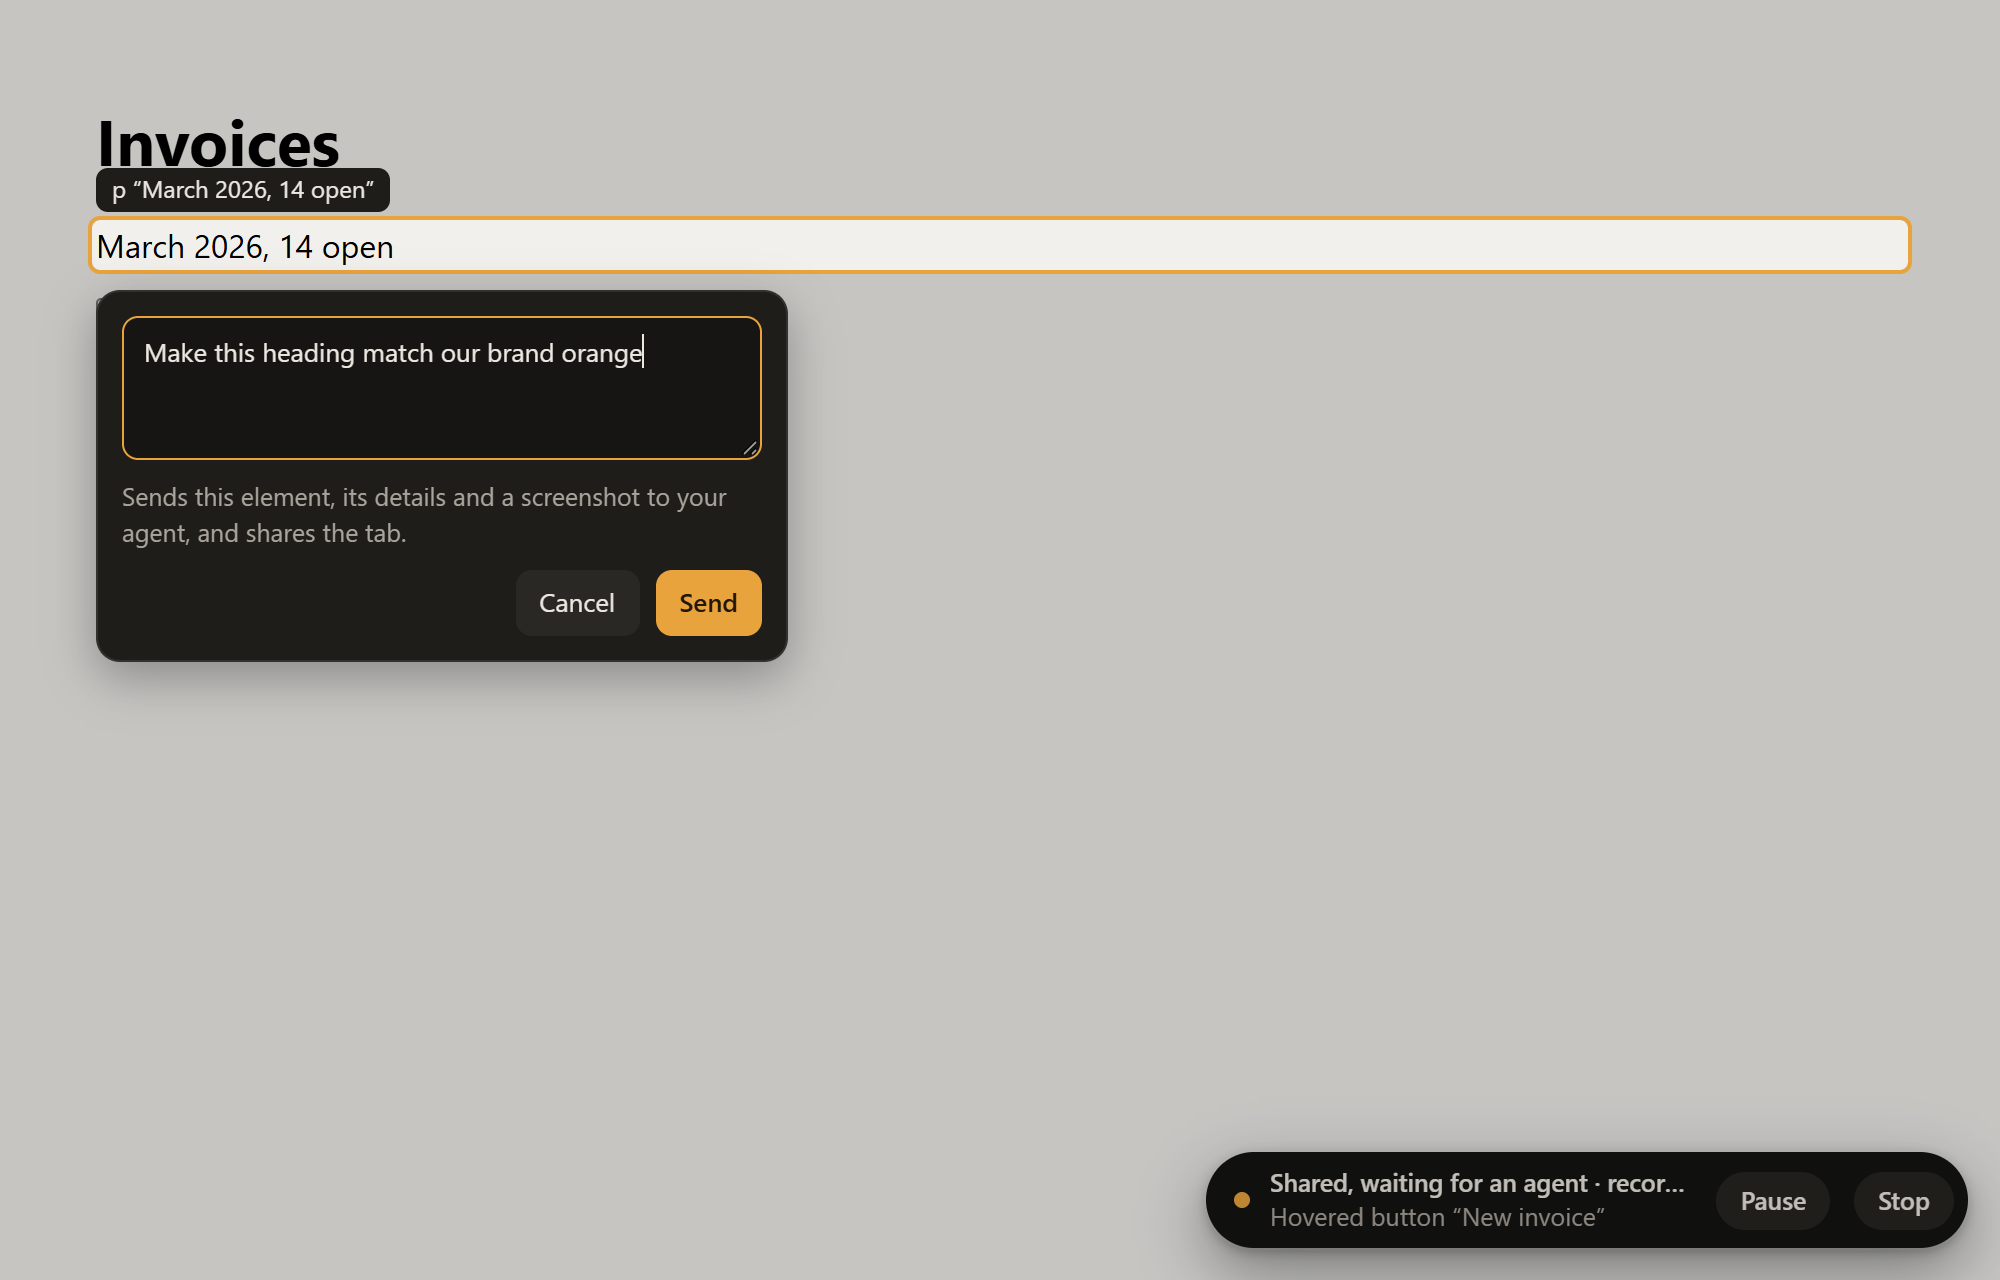 Invoices
p “March 2026, 14 open”
March 2026, 14 open
Make this heading match our brand orange
Sends this element, its details and a screenshot to your
agent, and shares the tab.
Cancel
Send
Shared, waiting for an agent · recor…
Hovered button “New invoice”
Pause
Stop